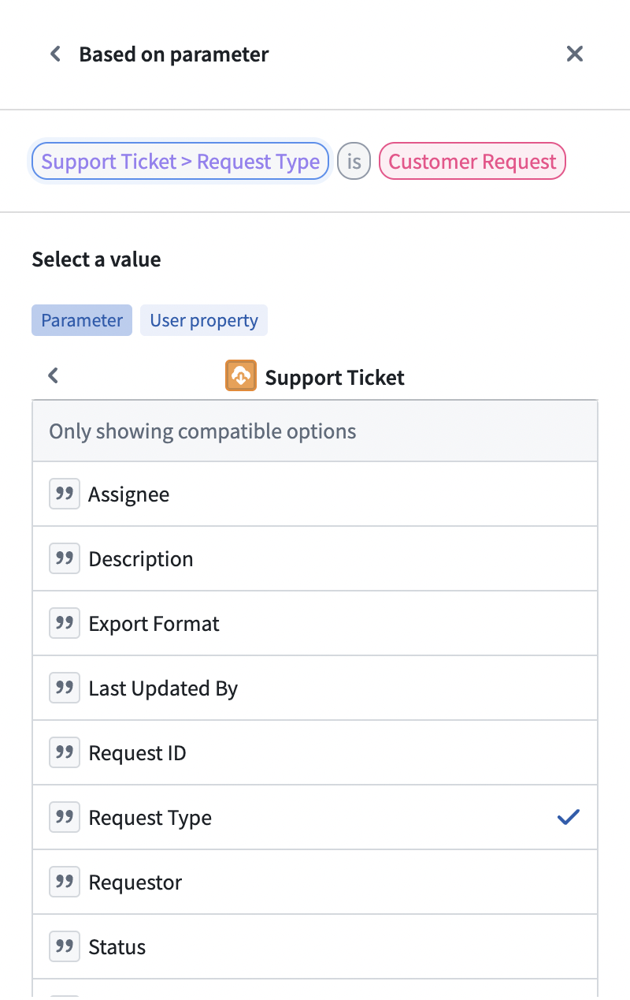 Based on parameter
Support Ticket > Request Type is Customer Request
Select a value
Parameter User property
Support Ticket
Only showing compatible options
Assignee
Description
Export Format
Last Updated By
Request ID
Request Type
Requestor
Status